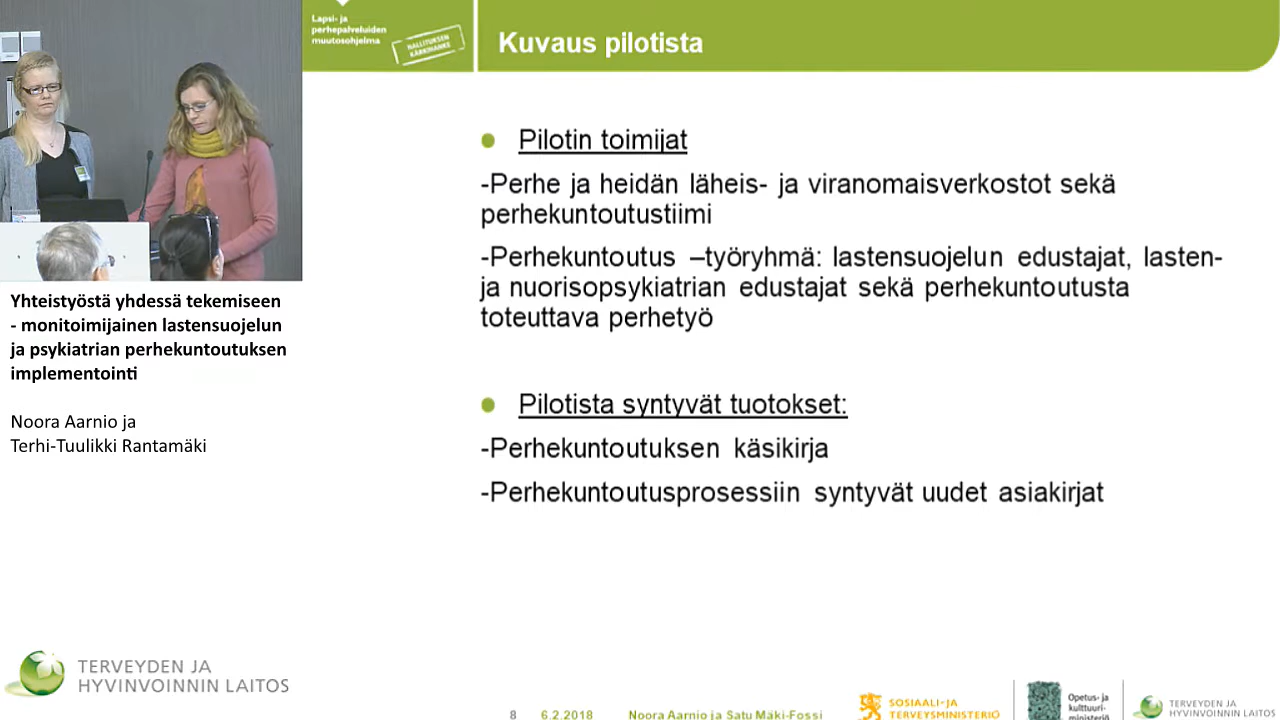 Lapsi- ja
perhepalveluiden
muutosohjelma
HALLITUKSEN
KÄRKIHANKE
Kuvaus pilotista
Pilotin toimijat
-Perhe ja heidän läheis- ja viranomaisverkostot sekä
perhekuntoutustiimi
-Perhekuntoutus –työryhmä: lastensuojelun edustajat, lasten-
ja nuorisopsykiatrian edustajat sekä perhekuntoutusta
toteuttava perhetyö
Pilotista syntyvät tuotokset:
-Perhekuntoutuksen käsikirja
-Perhekuntoutusprosessiin syntyvät uudet asiakirjat
Yhteistyöstä yhdessä tekemiseen
- monitoimijainen lastensuojelun
ja psykiatrian perhekuntoutuksen
implementointi
Noora Aarnio ja
Terhi-Tuulikki Rantamäki
TERVEYDEN JA
HYVINVOINNIN LAITOS
8 6.2.2018 Noora Aarnio ja Satu Mäki-Fossi
SOSIAALI- JA
TERVEYSMINISTERIÖ
Opetus- ja
kulttuuri-
ministeriö
TERVEYDEN JA
HYVINVOINNIN LAITOS